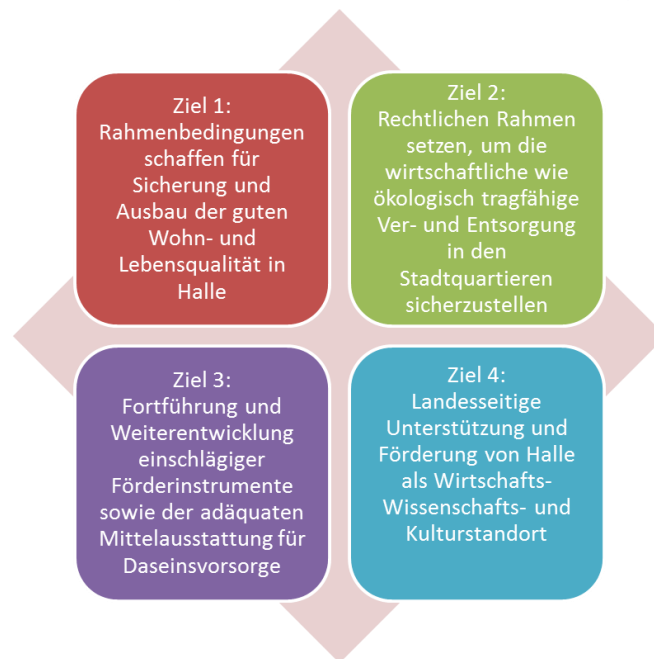 Ziel 1:
Rahmenbedingungen
schaffen für
Sicherung und
Ausbau der guten
Wohn- und
Lebensqualität in
Halle
Ziel 2:
Rechtlichen Rahmen
setzen, um die
wirtschaftliche wie
ökologisch tragfähige
Ver- und Entsorgung
in den
Stadtquartieren
sicherzustellen
Ziel 3:
Fortführung und
Weiterentwicklung
einschlägiger
Förderinstrumente
sowie der adäquaten
Mittelausstattung für
Daseinsvorsorge
Ziel 4:
Landesseitige
Unterstützung und
Förderung von Halle
als Wirtschafts-
Wissenschafts- und
Kulturstandort